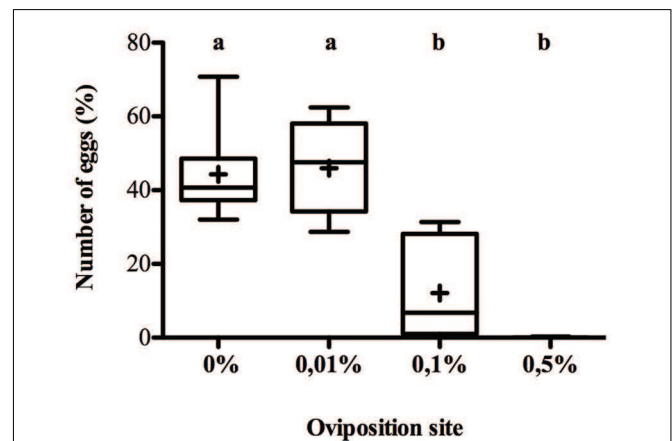 80
60
40
20
0
Number of eggs (%)
a a b b
0% 0,01% 0,1% 0,5%
Oviposition site